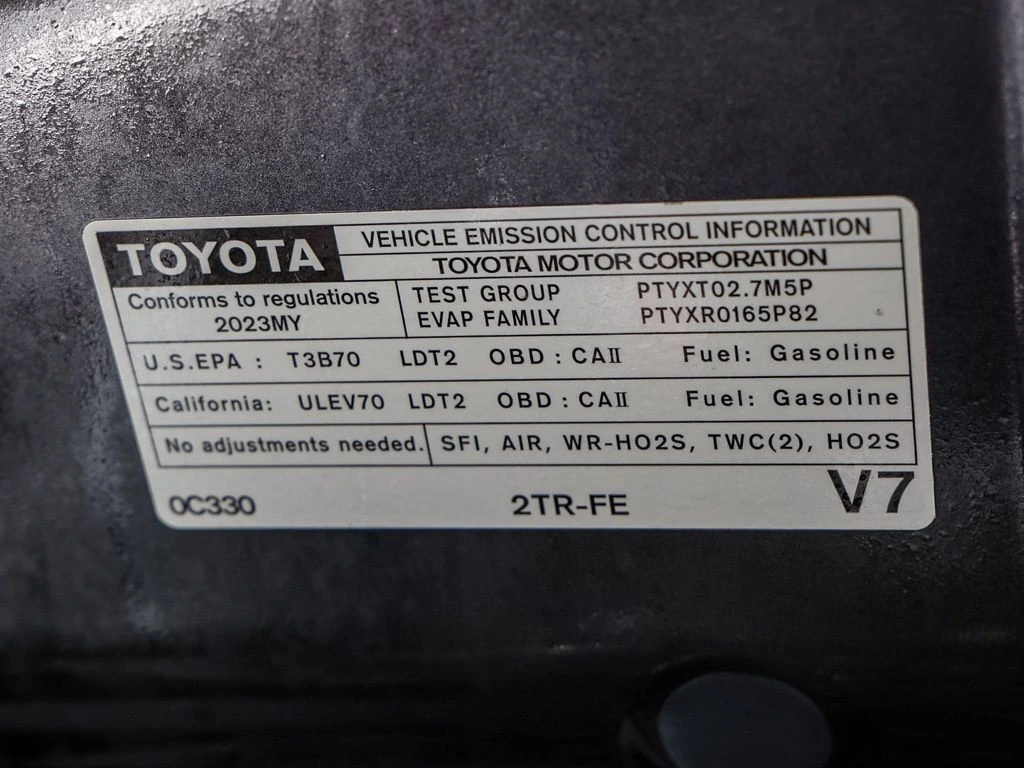 TOYOTA
VEHICLE EMISSION CONTROL INFORMATION
TOYOTA MOTOR CORPORATION
Conforms to regulations
2023MY
TEST GROUP PTYXT02.7M5P
EVAP FAMILY PTYXR0165P82
U.S.EPA : T3B70 LDT2 OBD : CAII Fuel: Gasoline
California: ULEV70 LDT2 OBD : CAII Fuel: Gasoline
No adjustments needed. SFI, AIR, WR-HO2S, TWC(2), HO2S
0C330 2TR-FE V7